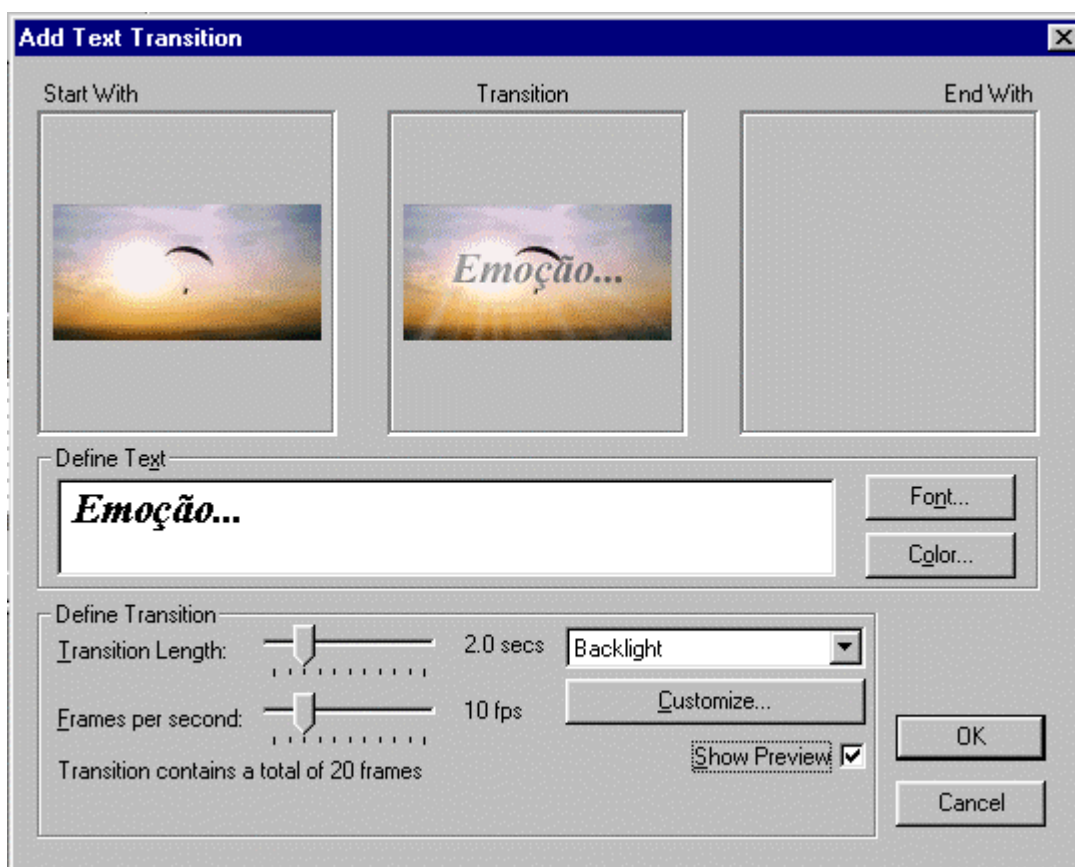 Add Text Transition
Start With
Transition
End With
Emoção...
Define Text
Emoção...
Font...
Color...
Define Transition
Transition Length:
2.0 secs
Backlight
Frames per second:
10 fps
Customize...
Show Preview
Transition contains a total of 20 frames
OK
Cancel